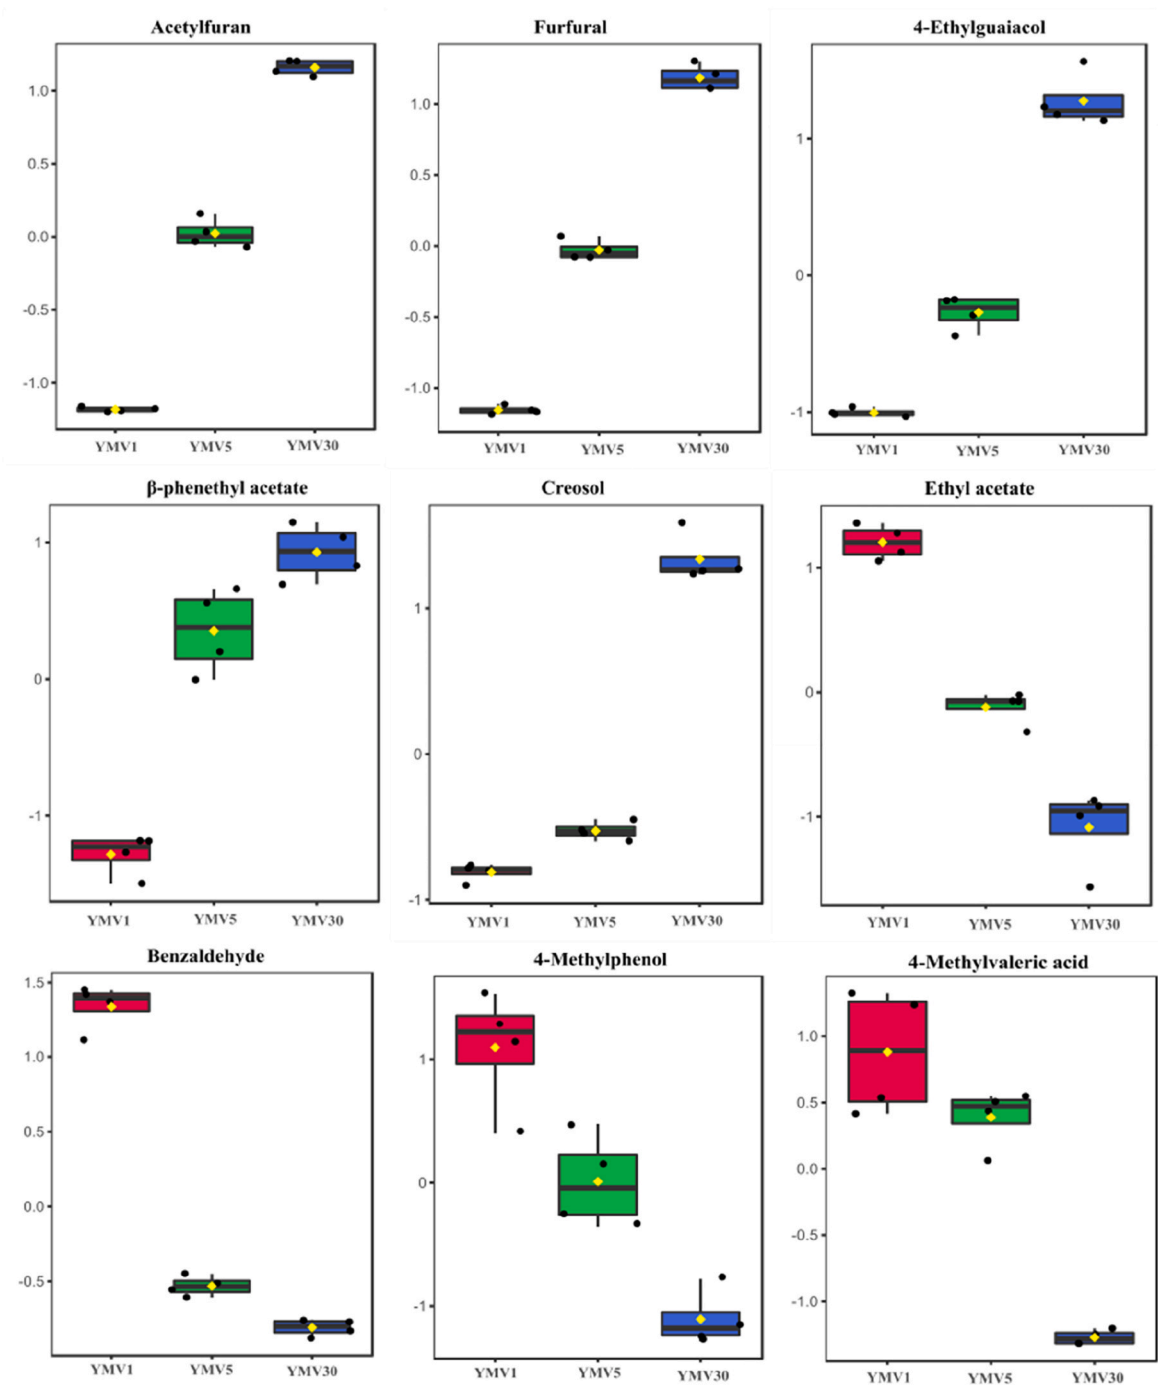 Acetylfuran
1.0
0.5
0.0
-0.5
-1.0
YMV1 YMV5 YMV30
Furfural
1.0
0.5
0.0
-0.5
-1.0
YMV1 YMV5 YMV30
4-Ethylguaiacol
1
0
-1
YMV1 YMV5 YMV30
β-phenethyl acetate
1
0
-1
YMV1 YMV5 YMV30
Creosol
1
0
-1
YMV1 YMV5 YMV30
Ethyl acetate
1
0
-1
YMV1 YMV5 YMV30
Benzaldehyde
1.5
1.0
0.5
0.0
-0.5
YMV1 YMV5 YMV30
4-Methylphenol
1
0
-1
YMV1 YMV5 YMV30
4-Methylvaleric acid
1.0
0.5
0.0
-0.5
-1.0
YMV1 YMV5 YMV30